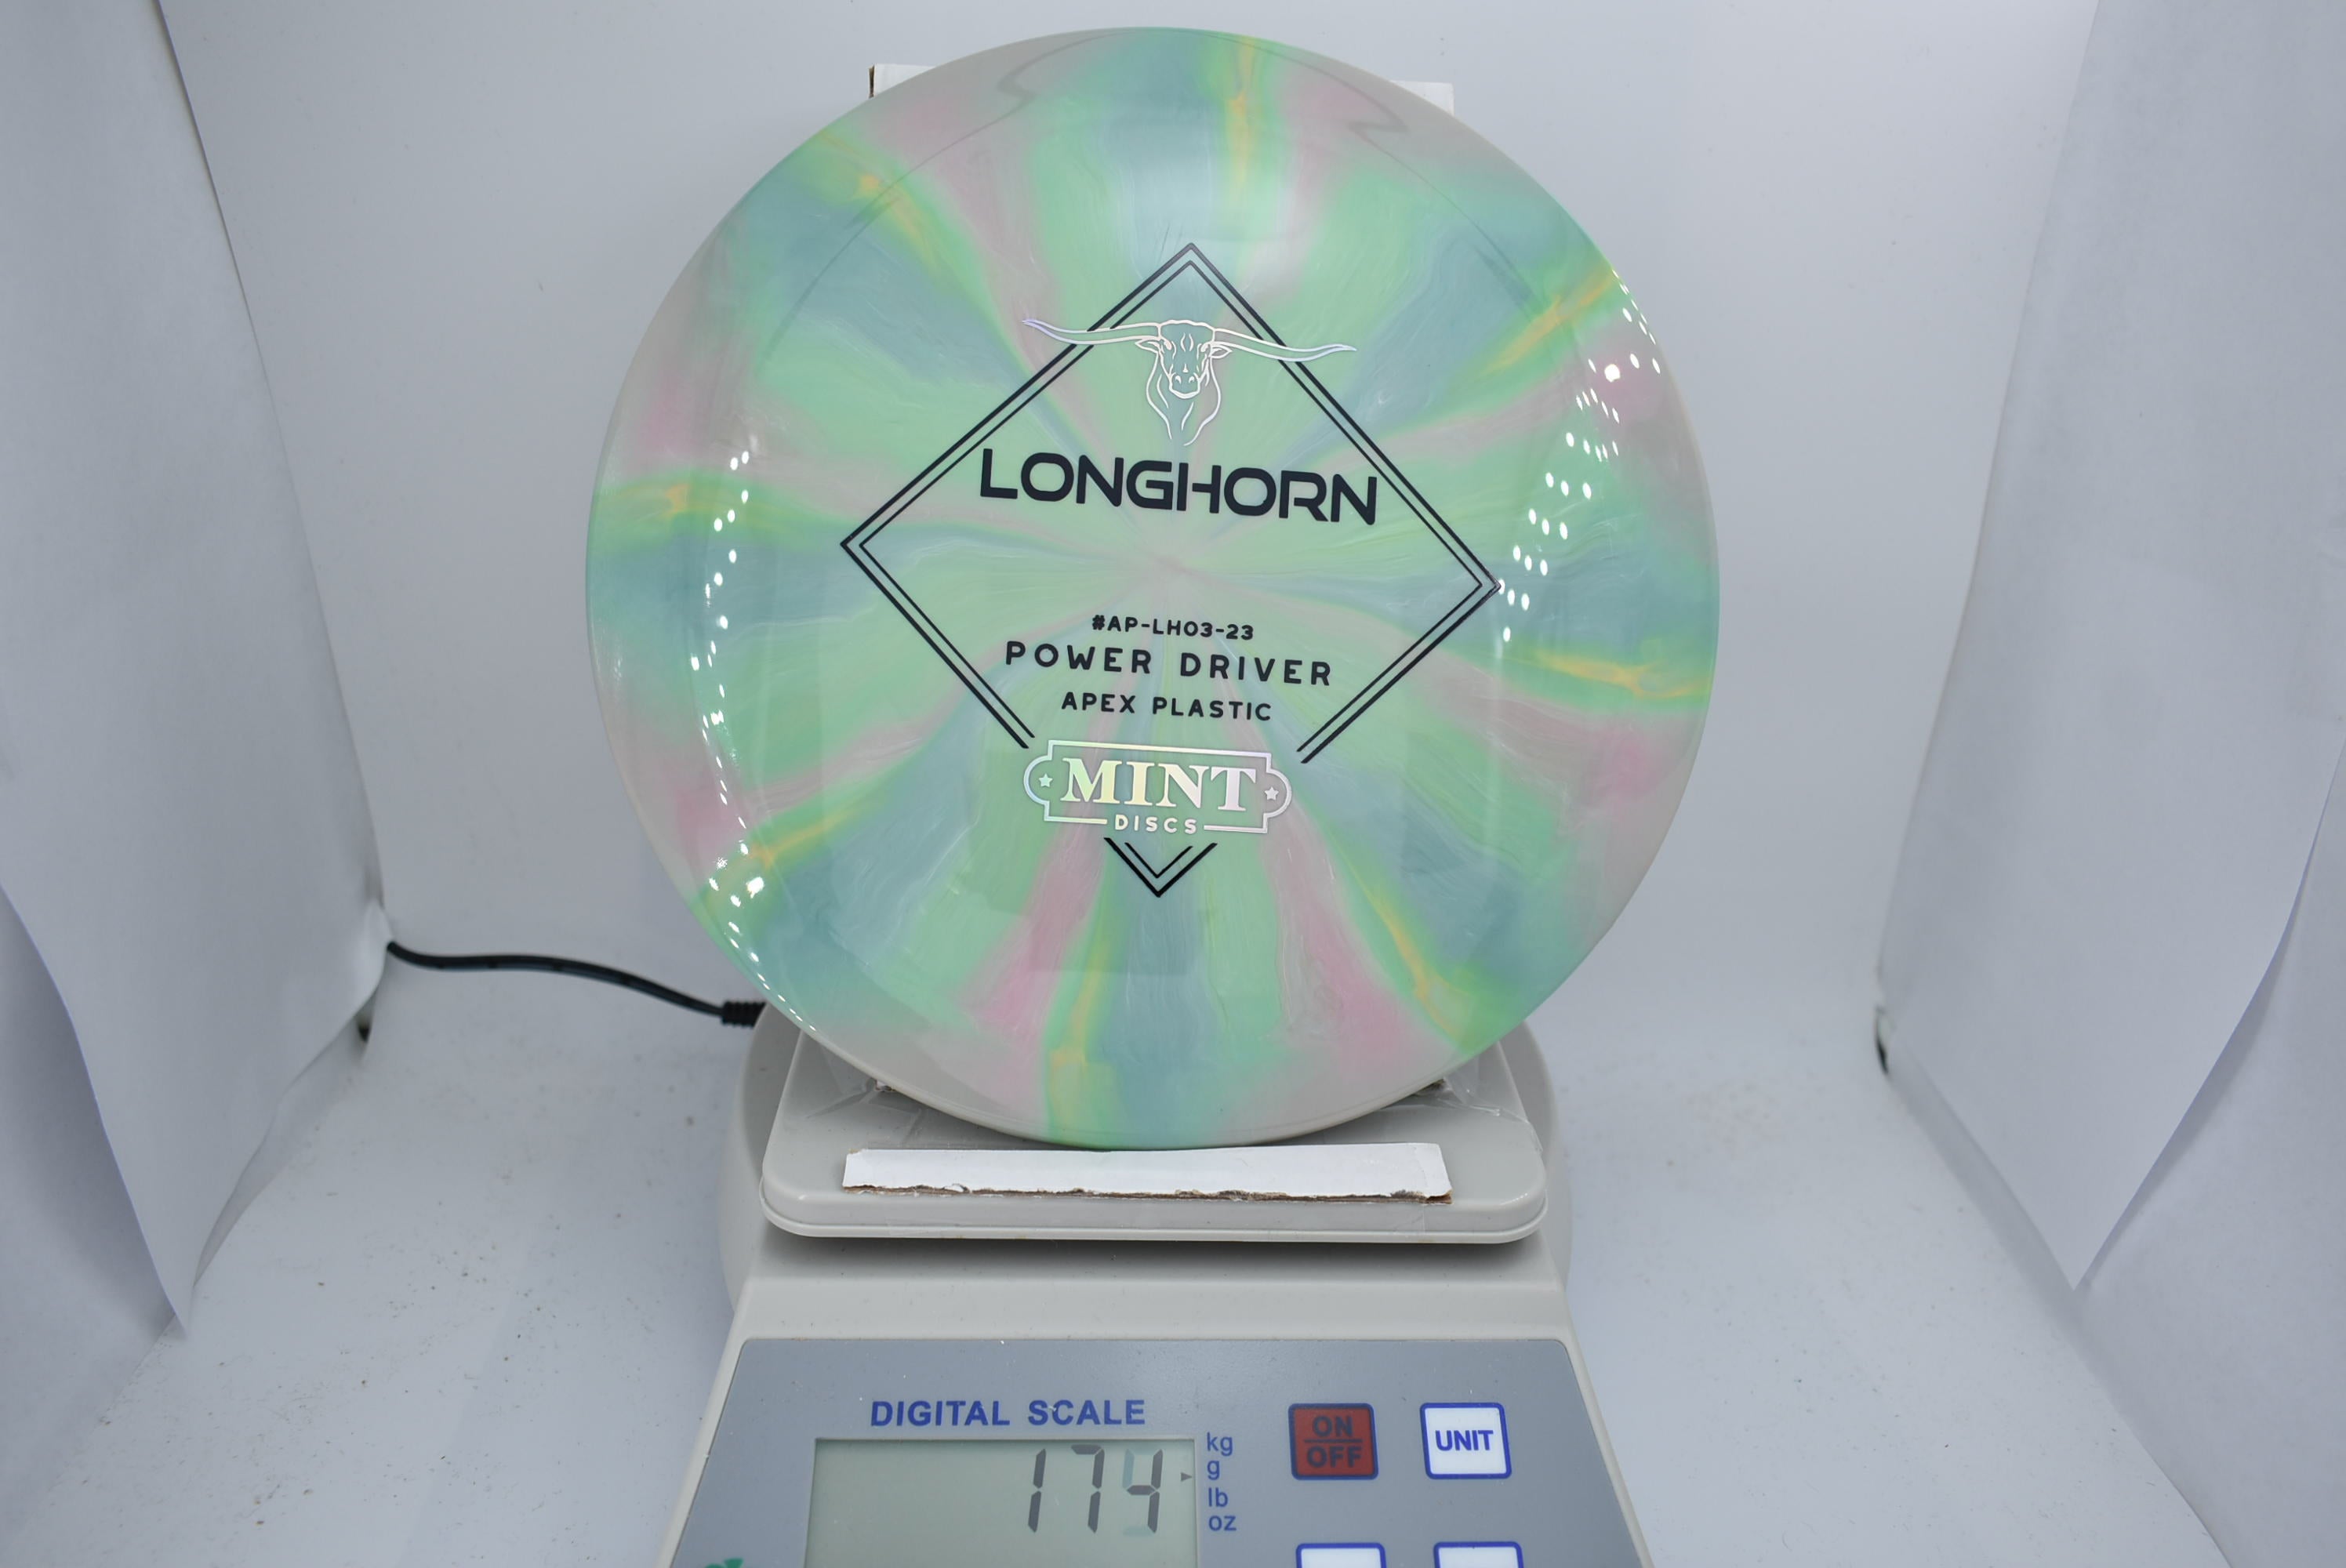 LONGHORN
#AP-LH03-23
POWER DRIVER
APEX PLASTIC
MINT
DISCS
DIGITAL SCALE
174
kg
g
lb
oz
ON
OFF
UNIT